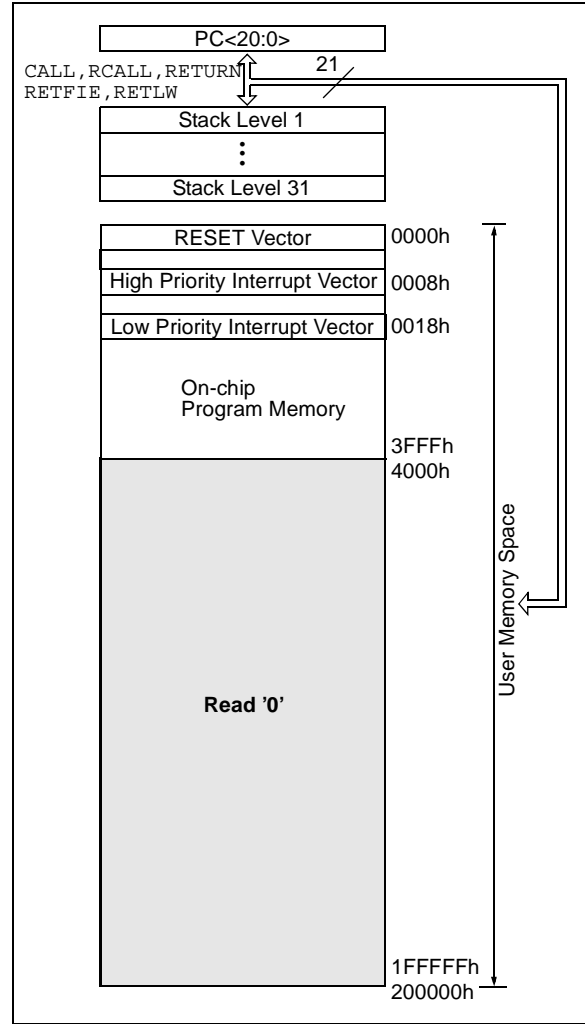 PC<20:0>
CALL,RCALL,RETURN
RETFIE,RETLW
21
Stack Level 1
Stack Level 31
RESET Vector
0000h
High Priority Interrupt Vector
0008h
Low Priority Interrupt Vector
0018h
On-chip
Program Memory
3FFFh
4000h
User Memory Space
Read '0'
1FFFFFh
200000h